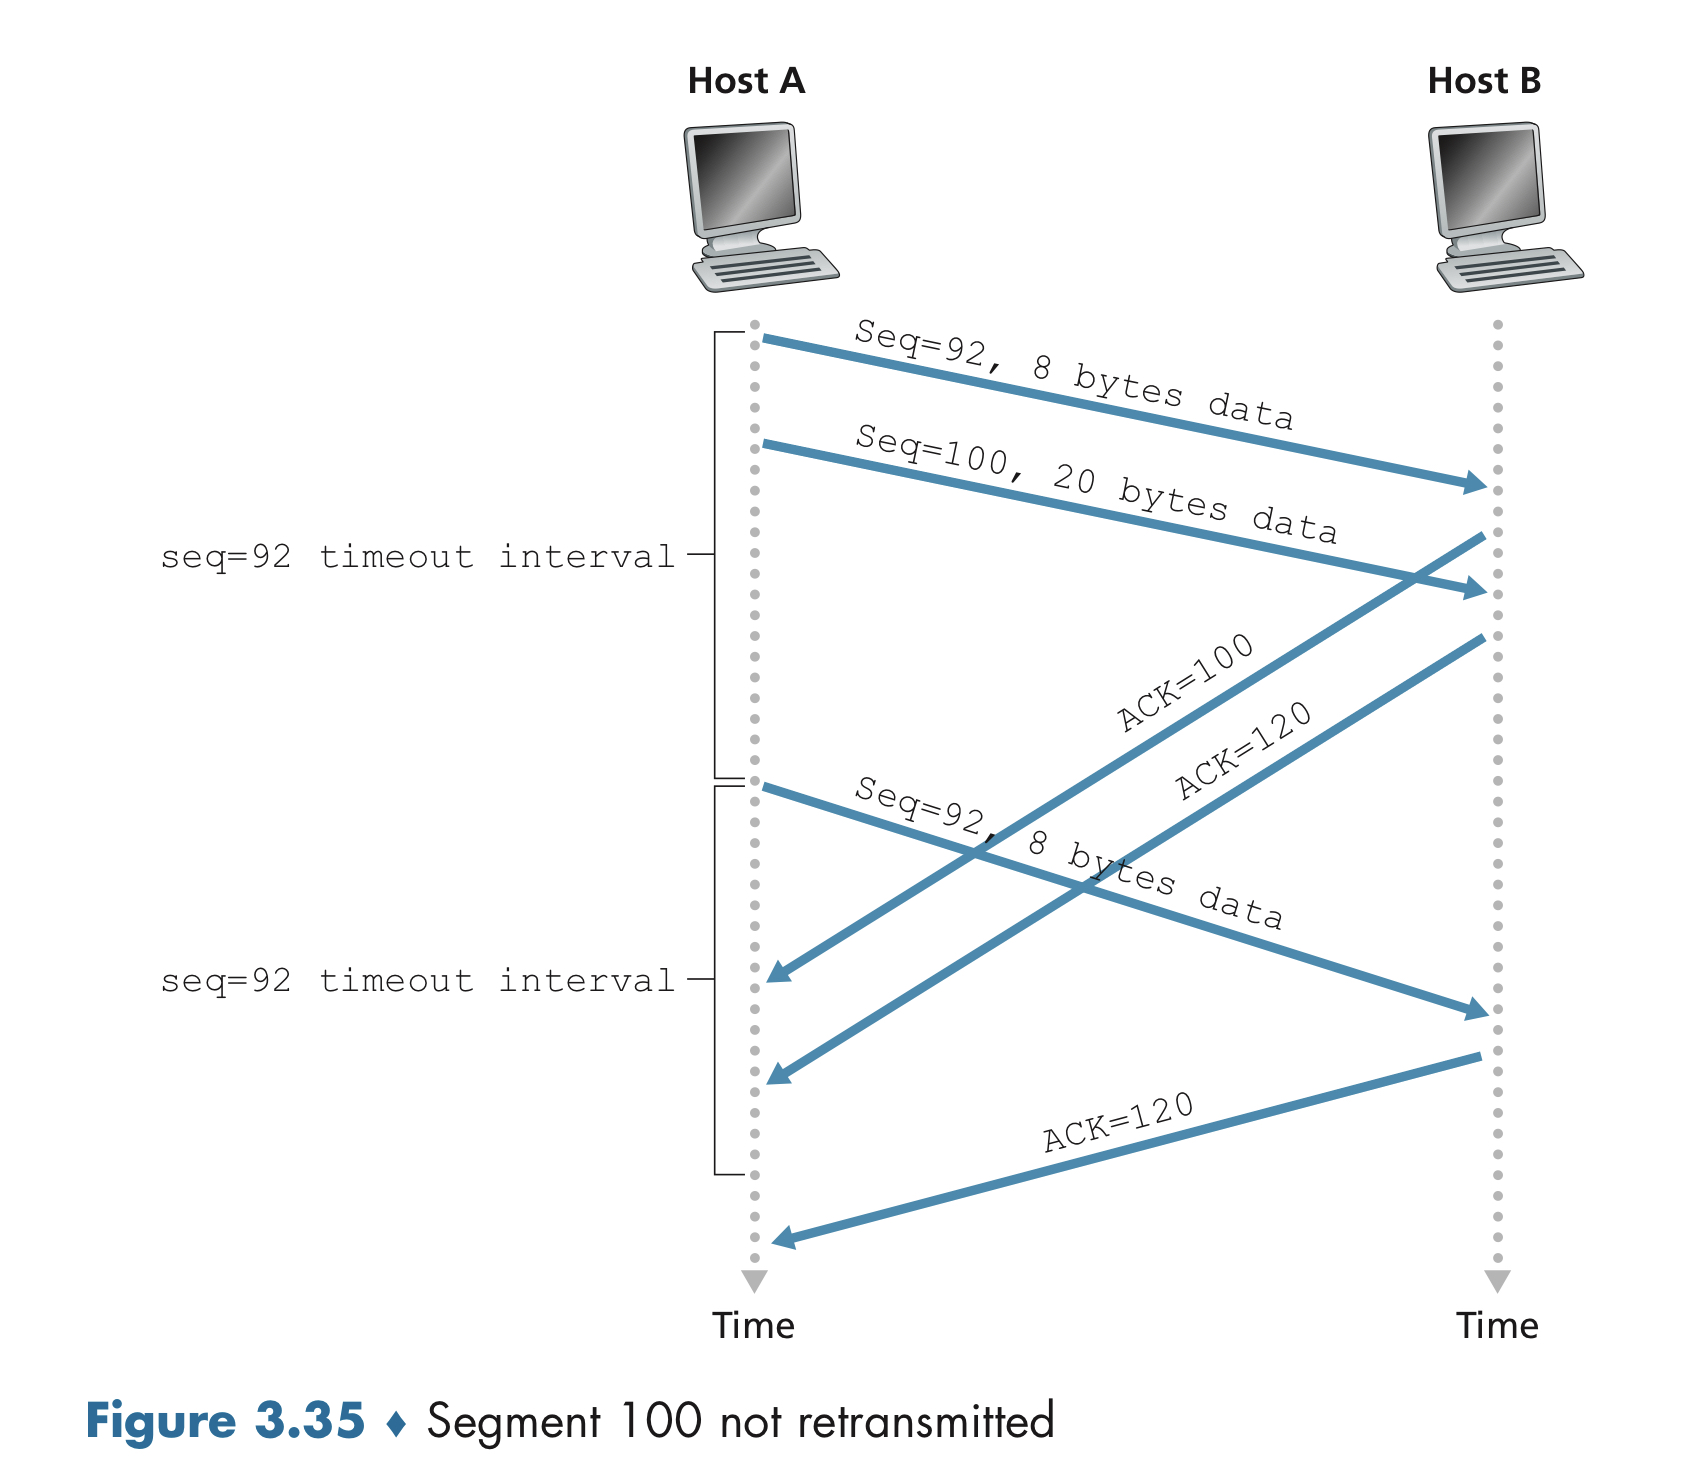 Host A
Host B
Seq=92, 8 bytes data
Seq=100, 20 bytes data
seq=92 timeout interval
ACK=100
ACK=120
Seq=92, 8 bytes data
seq=92 timeout interval
ACK=120
Time
Time
Figure 3.35 ♦ Segment 100 not retransmitted